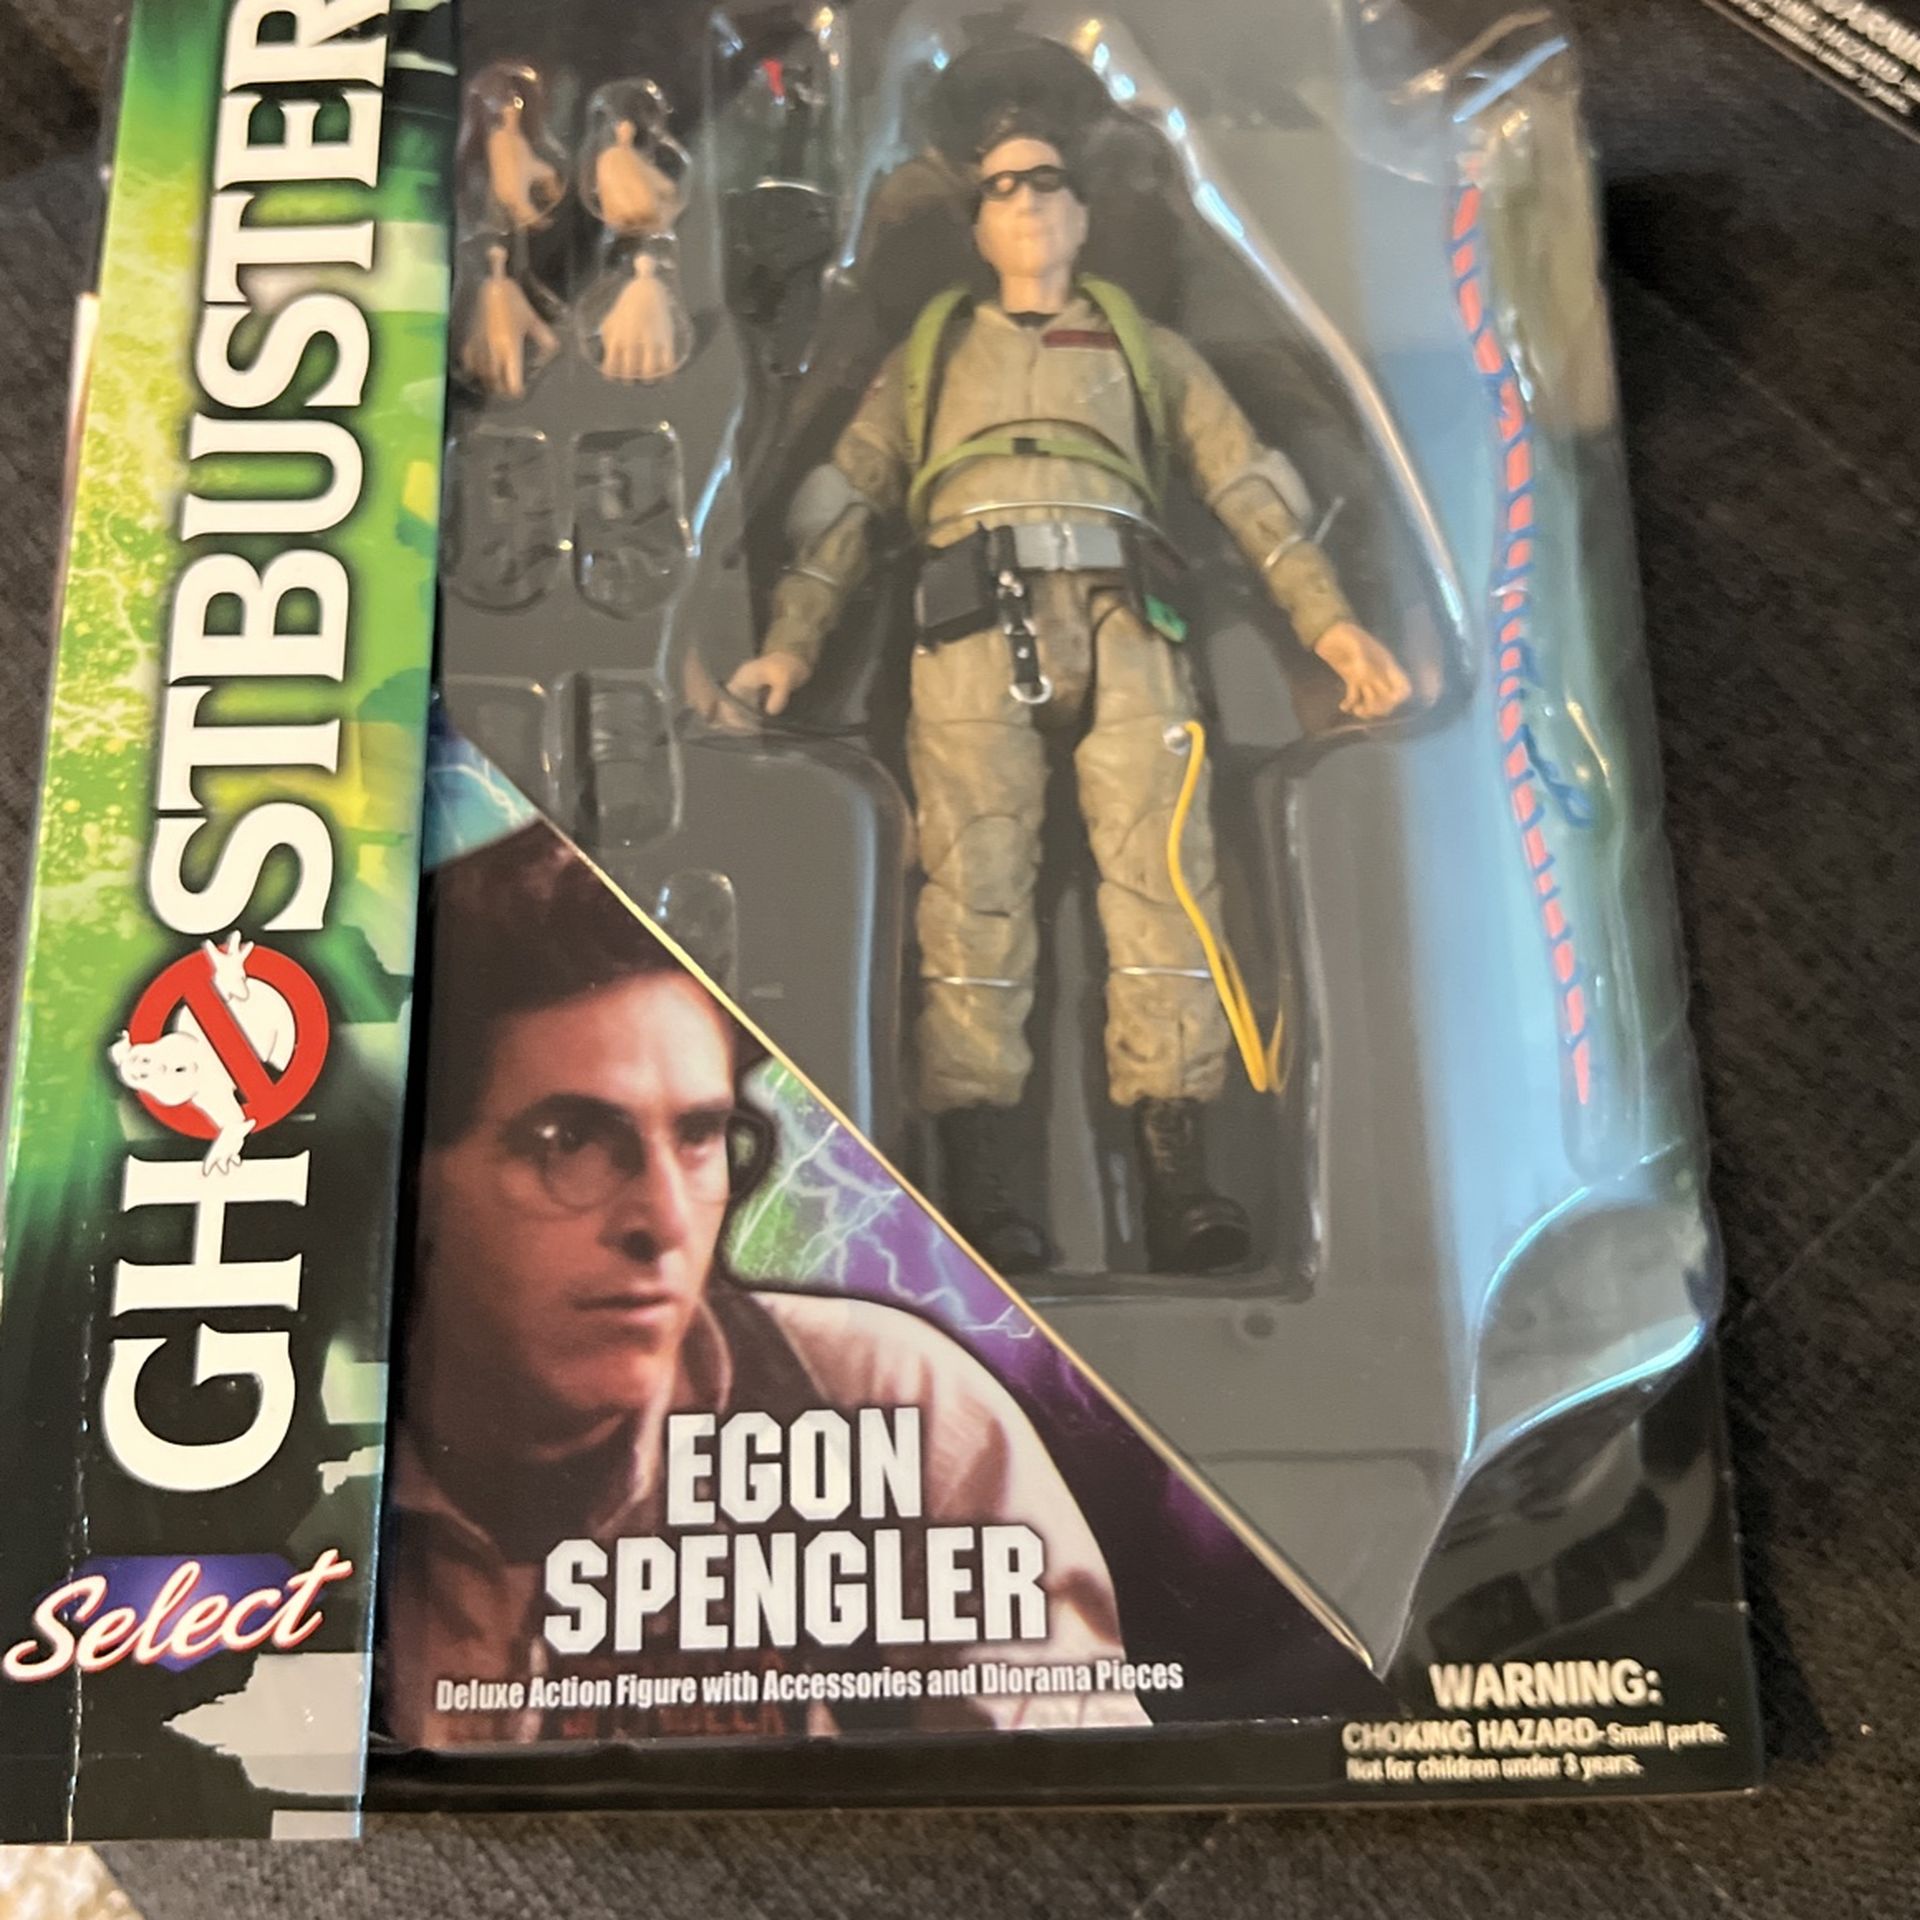 GHOSTBUSTER
Select
EGON
SPENGLER
Deluxe Action Figure with Accessories and Diorama Pieces
WARNING:
CHOKING HAZARD-Small parts.
Not for children under 3 years.